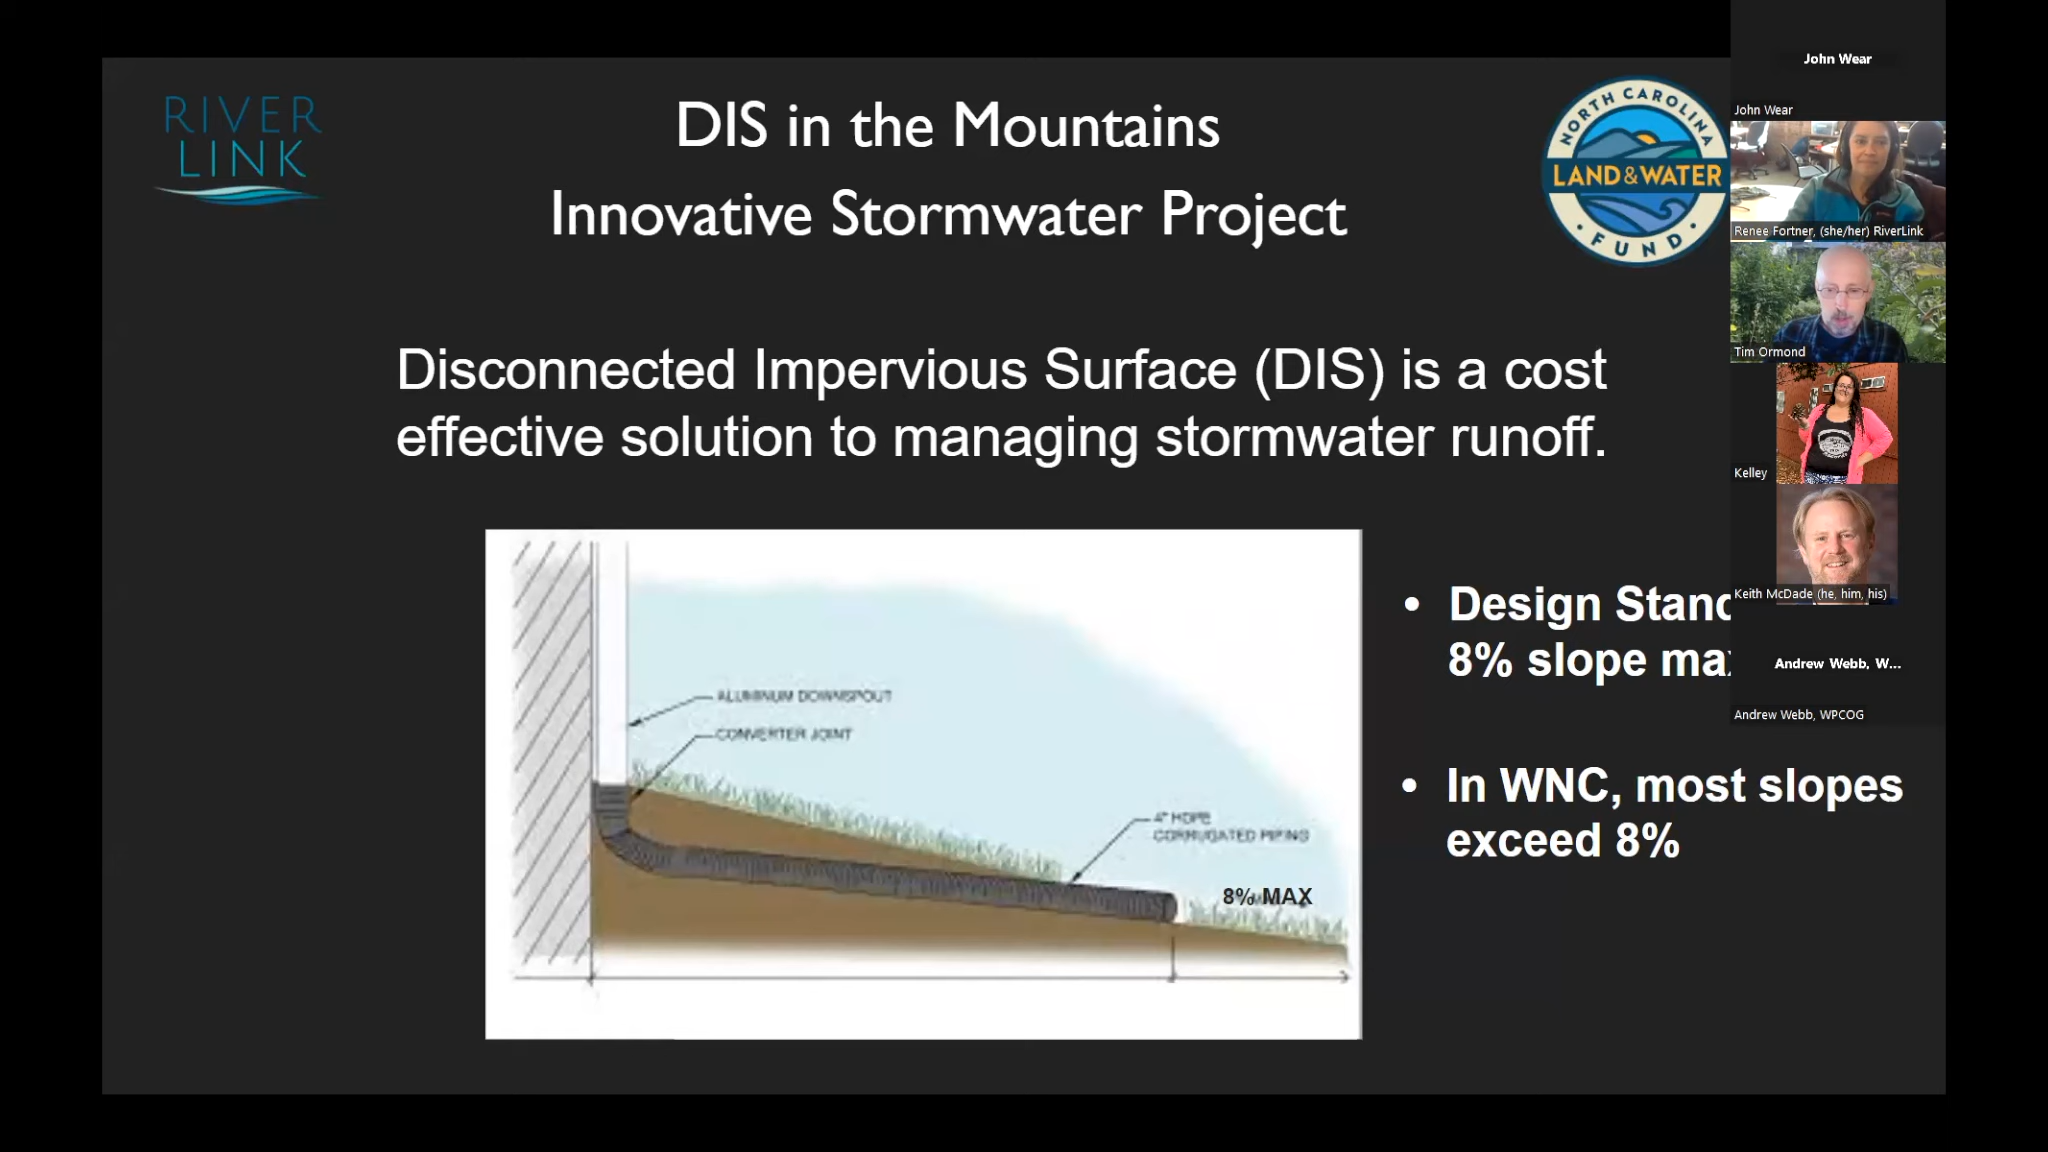 RIVER
LINK
DIS in the Mountains
Innovative Stormwater Project
NORTH CAROLINA
LAND & WATER
• FUND •
Disconnected Impervious Surface (DIS) is a cost
effective solution to managing stormwater runoff.
ALUMINUM DOWNSPOUT
CONVERTER JOINT
4" HDPE
CORRUGATED PIPING
8% MAX
• Design Stand
8% slope max
• In WNC, most slopes
exceed 8%
John Wear
John Wear
Renee Fortner, (she/her) RiverLink
Tim Ormond
Kelley
Keith McDade (he, him, his)
Andrew Webb, W...
Andrew Webb, WPCOG